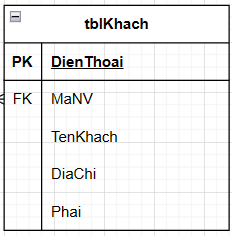 tblKhach
PK DienThoai
FK MaNV
TenKhach
DiaChi
Phai